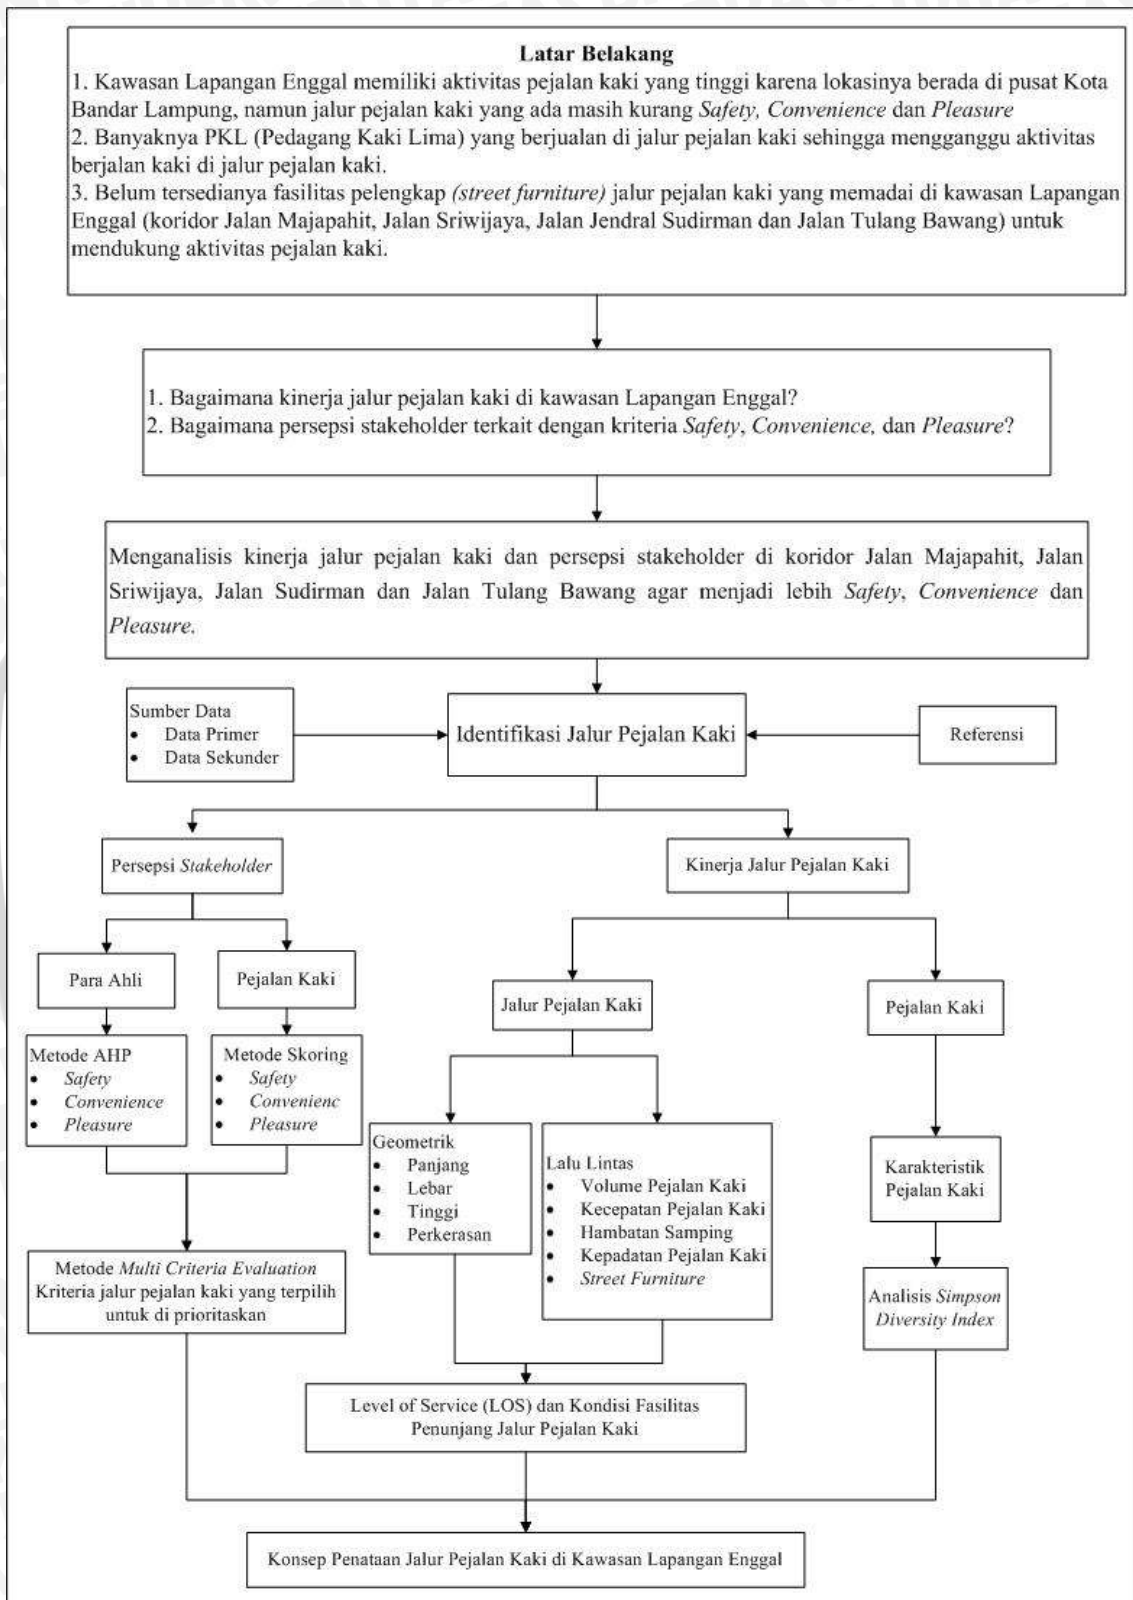 Latar Belakang
1. Kawasan Lapangan Enggal memiliki aktivitas pejalan kaki yang tinggi karena lokasinya berada di pusat Kota
Bandar Lampung, namun jalur pejalan kaki yang ada masih kurang Safety, Convenience dan Pleasure
2. Banyaknya PKL (Pedagang Kaki Lima) yang berjualan di jalur pejalan kaki sehingga mengganggu aktivitas
berjalan kaki di jalur pejalan kaki.
3. Belum tersedianya fasilitas pelengkap (street furniture) jalur pejalan kaki yang memadai di kawasan Lapangan
Enggal (koridor Jalan Majapahit, Jalan Sriwijaya, Jalan Jendral Sudirman dan Jalan Tulang Bawang) untuk
mendukung aktivitas pejalan kaki.
1. Bagaimana kinerja jalur pejalan kaki di kawasan Lapangan Enggal?
2. Bagaimana persepsi stakeholder terkait dengan kriteria Safety, Convenience, dan Pleasure?
Menganalisis kinerja jalur pejalan kaki dan persepsi stakeholder di koridor Jalan Majapahit, Jalan
Sriwijaya, Jalan Sudirman dan Jalan Tulang Bawang agar menjadi lebih Safety, Convenience dan
Pleasure.
Sumber Data
• Data Primer
• Data Sekunder
Identifikasi Jalur Pejalan Kaki
Referensi
Persepsi Stakeholder
Kinerja Jalur Pejalan Kaki
Para Ahli
Pejalan Kaki
Jalur Pejalan Kaki
Pejalan Kaki
Metode AHP
• Safety
• Convenience
• Pleasure
Metode Skoring
• Safety
• Convenienc
• Pleasure
Geometrik
• Panjang
• Lebar
• Tinggi
• Perkerasan
Lalu Lintas
• Volume Pejalan Kaki
• Kecepatan Pejalan Kaki
• Hambatan Samping
• Kepadatan Pejalan Kaki
• Street Furniture
Karakteristik
Pejalan Kaki
Metode Multi Criteria Evaluation
Kriteria jalur pejalan kaki yang terpilih
untuk di prioritaskan
Analisis Simpson
Diversity Index
Level of Service (LOS) dan Kondisi Fasilitas
Penunjang Jalur Pejalan Kaki
Konsep Penataan Jalur Pejalan Kaki di Kawasan Lapangan Enggal